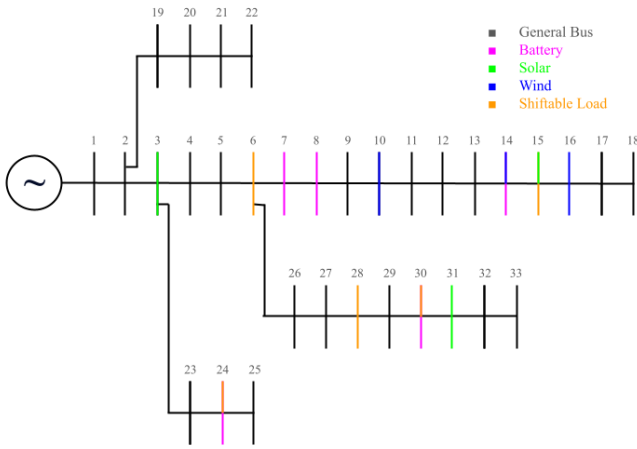 19 20 21 22
General Bus
Battery
Solar
Wind
Shiftable Load
1 2 3 4 5 6 7 8 9 10 11 12 13 14 15 16 17 18
~
26 27 28 29 30 31 32 33
23 24 25